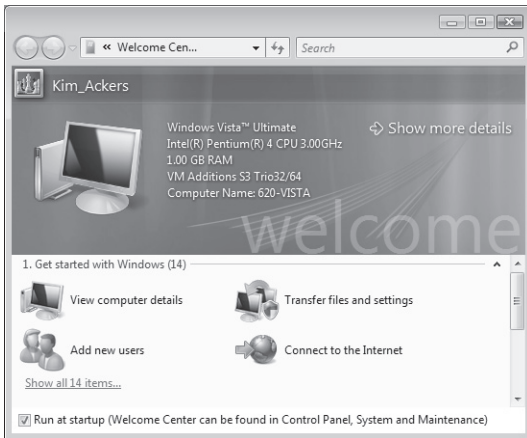 « Welcome Cen...
Search
Kim_Ackers
Windows Vista™ Ultimate
Intel(R) Pentium(R) 4 CPU 3.00GHz
1.00 GB RAM
VM Additions S3 Trio32/64
Computer Name: 620-VISTA
Show more details
welcome
1. Get started with Windows (14)
View computer details
Transfer files and settings
Add new users
Connect to the Internet
Show all 14 items...
Run at startup (Welcome Center can be found in Control Panel, System and Maintenance)